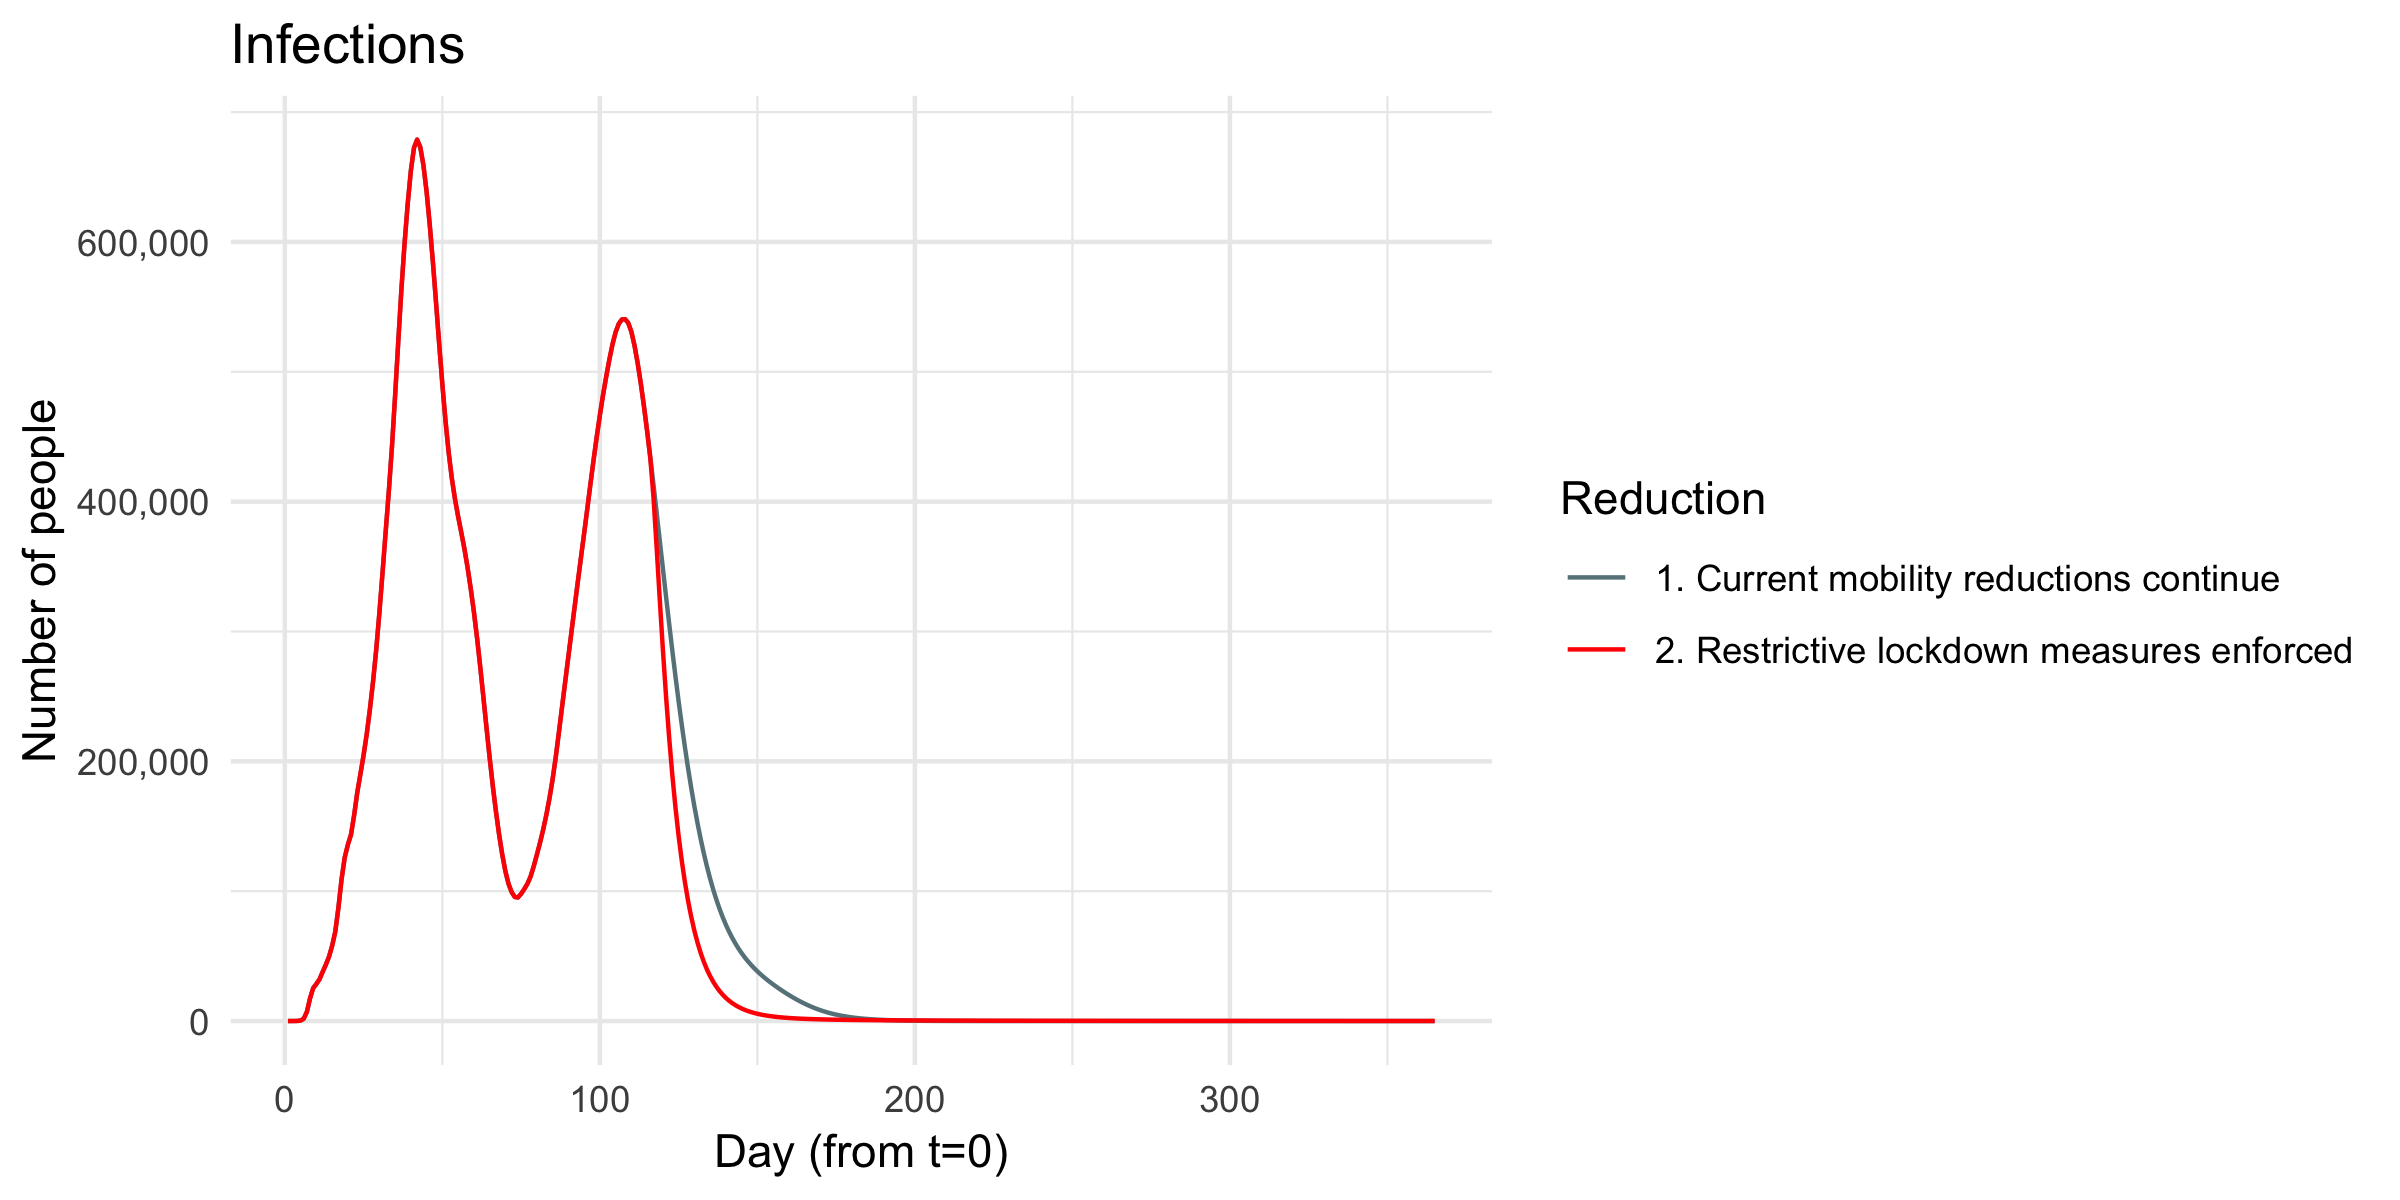 Infections
Number of people
600,000
400,000
200,000
0
0 100 200 300
Day (from t=0)
Reduction
1. Current mobility reductions continue
2. Restrictive lockdown measures enforced